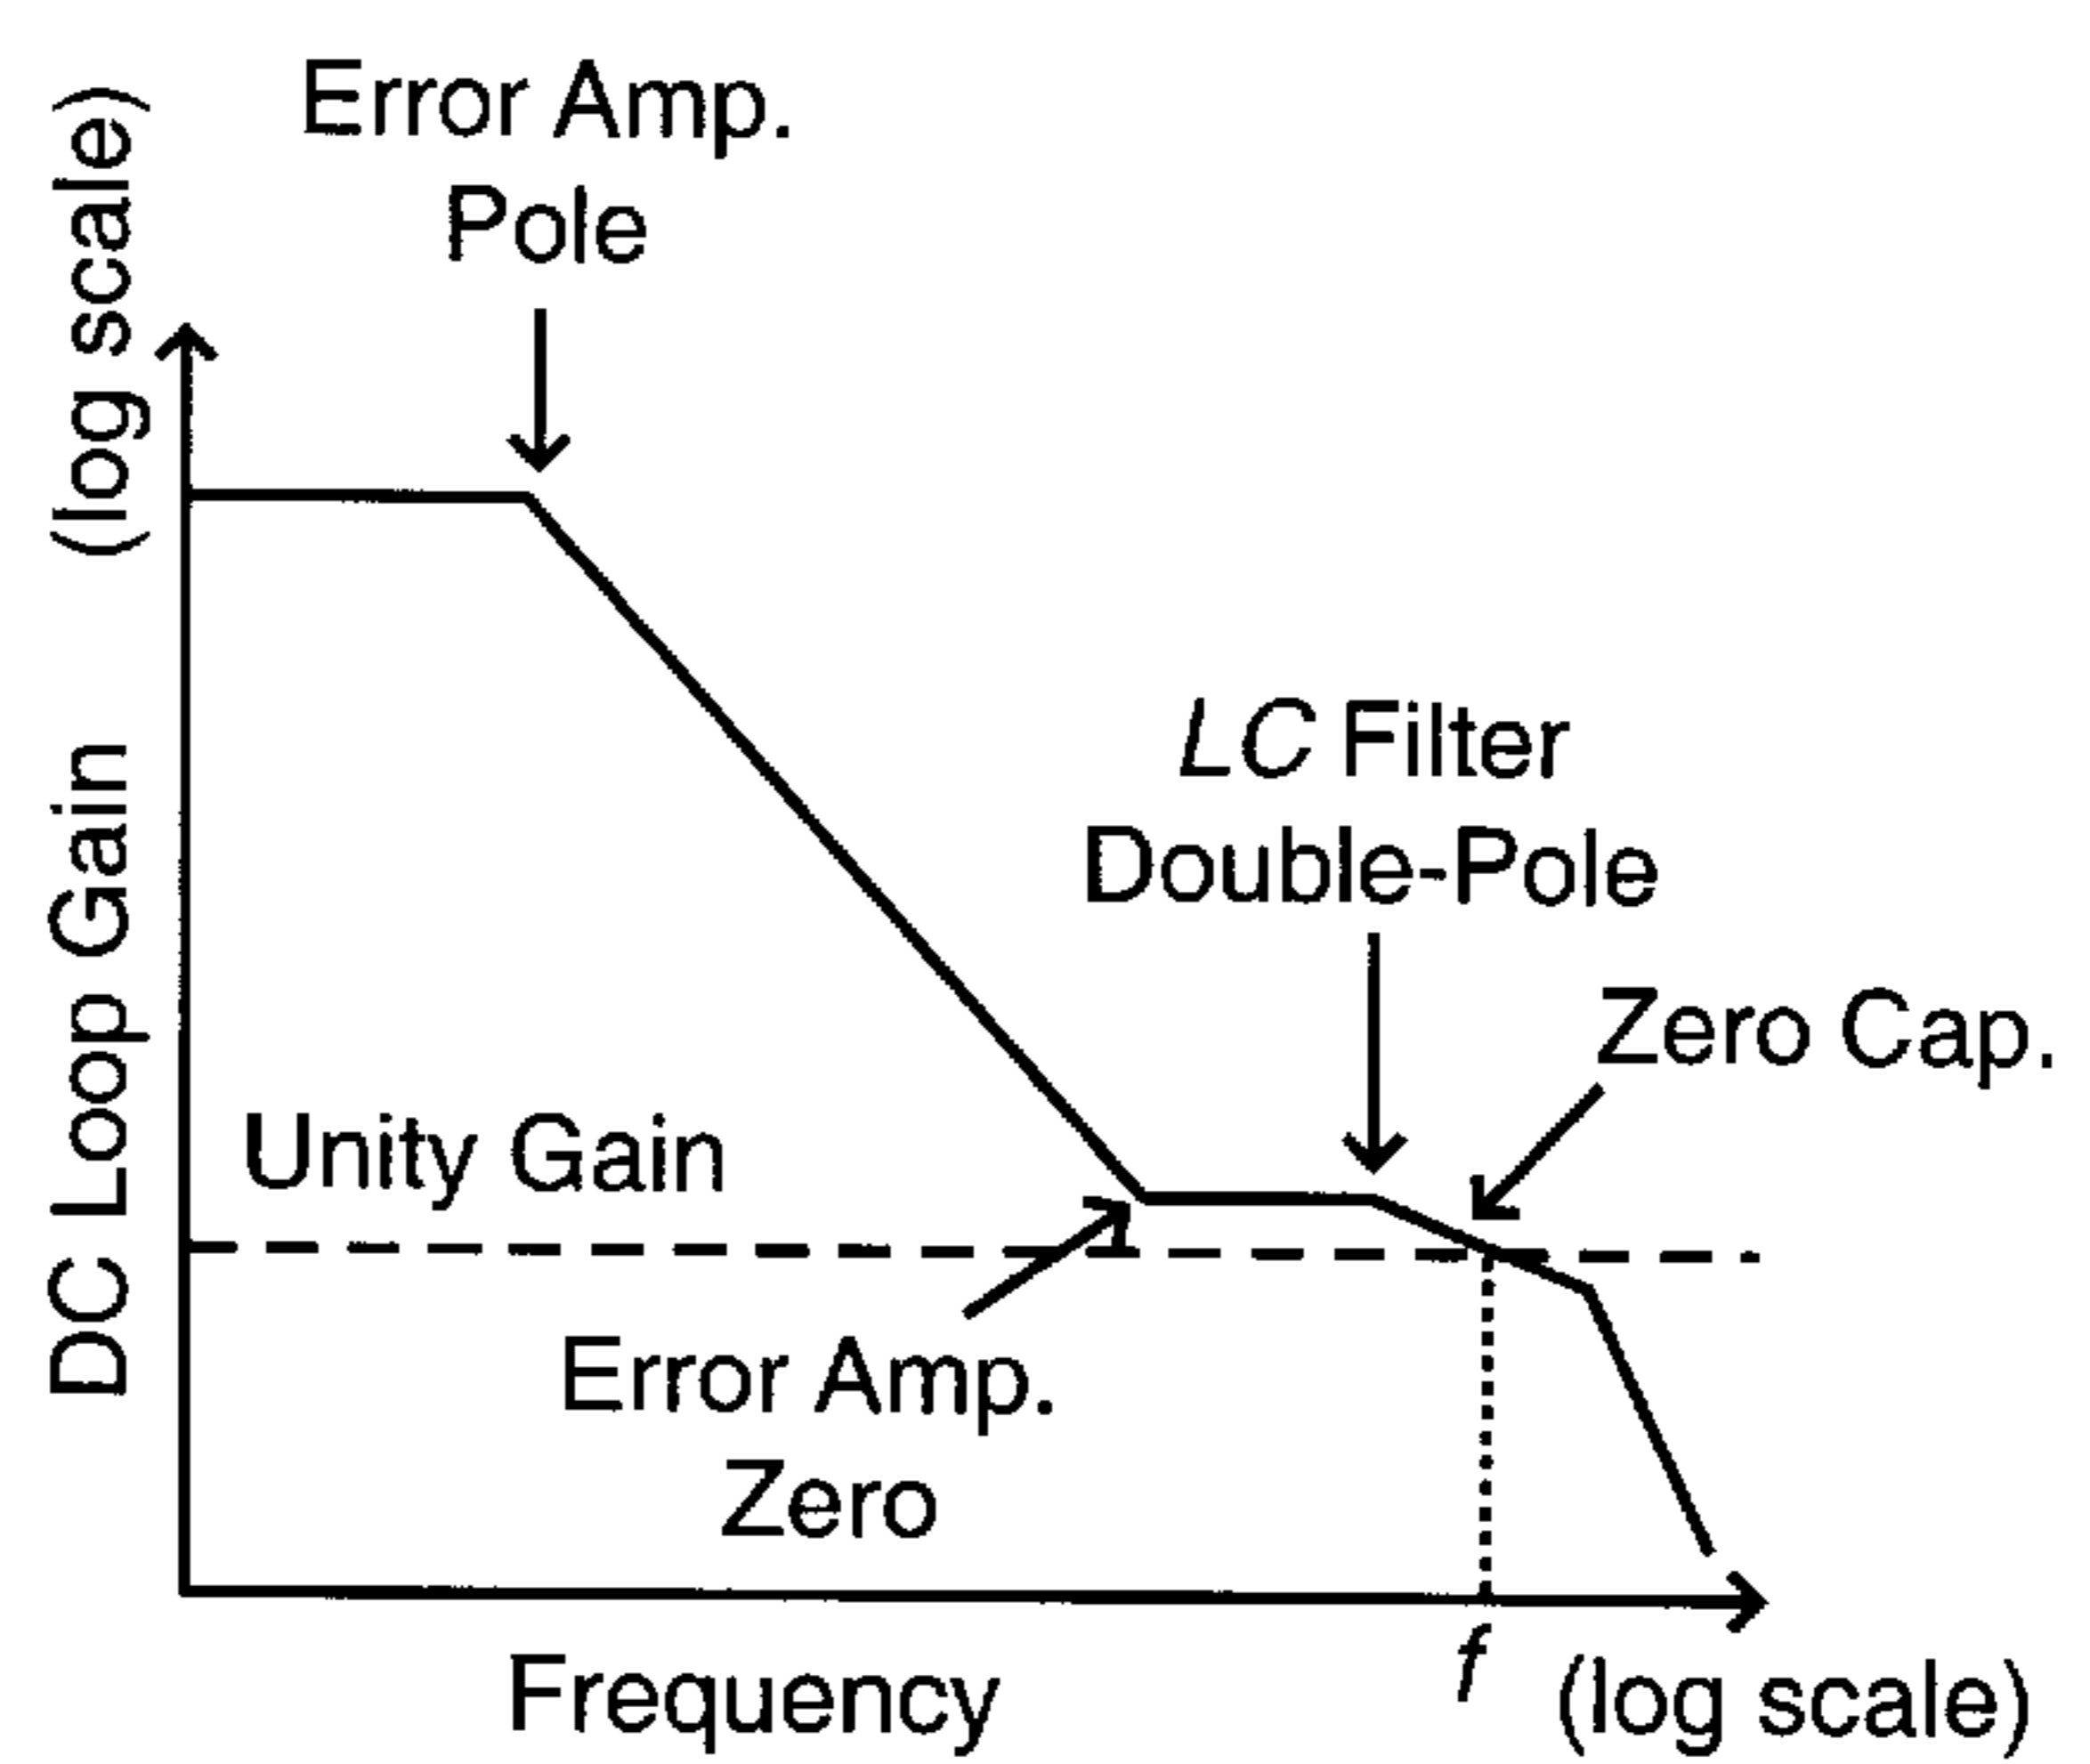 Error Amp.
Pole
DC Loop Gain (log scale)
LC Filter
Double-Pole
Zero Cap.
Unity Gain
Error Amp.
Zero
Frequency
f
(log scale)